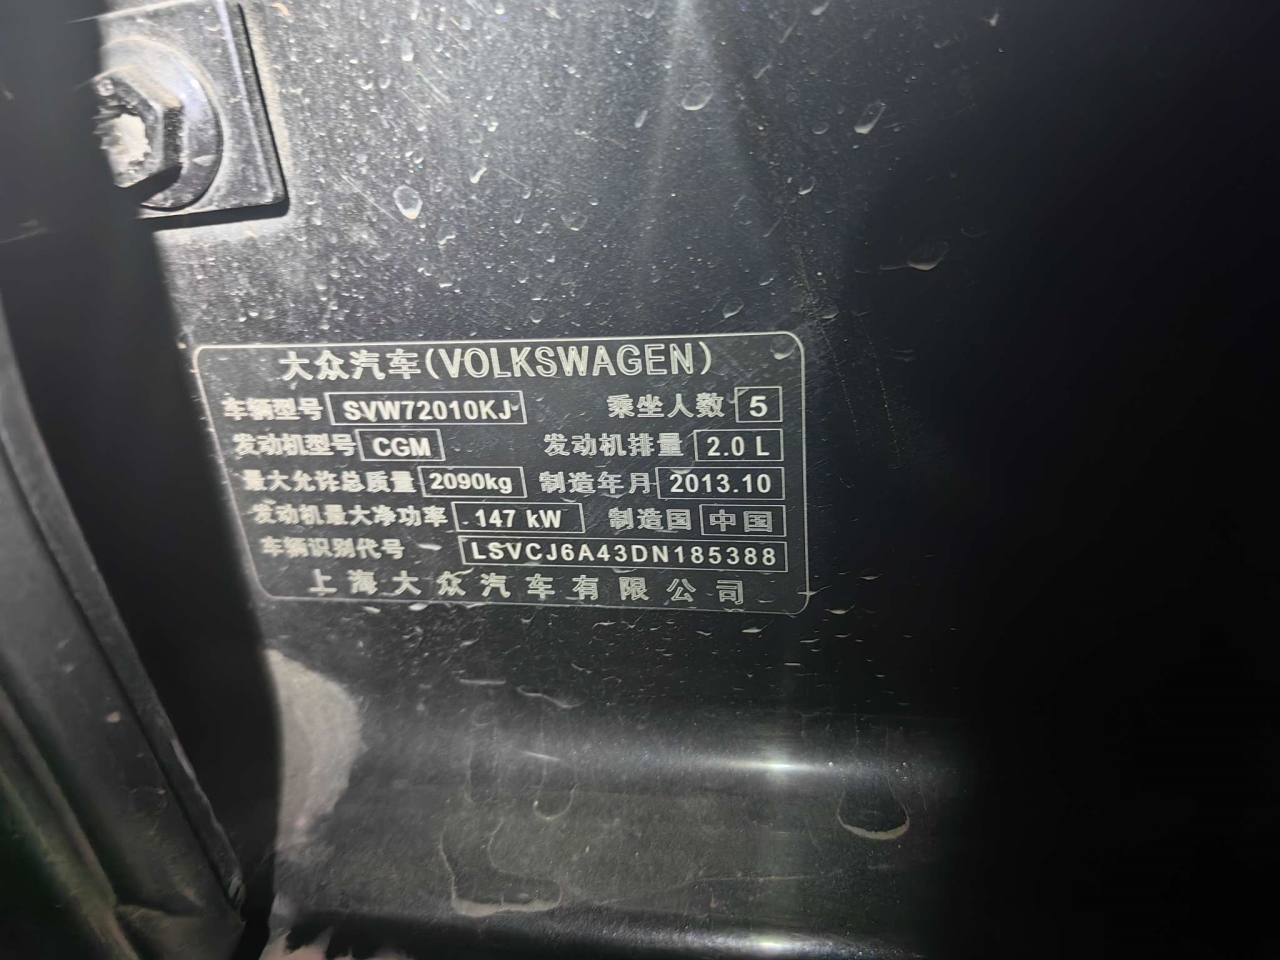 大众汽车(VOLKSWAGEN)
车辆型号 SVW72010KJ 乘坐人数 5
发动机型号 CGM 发动机排量 2.0 L
最大允许总质量 2090kg 制造年月 2013.10
发动机最大净功率 147 kW 制造国 中国
车辆识别代号 LSVCJ6A43DN185388
上海大众汽车有限公司